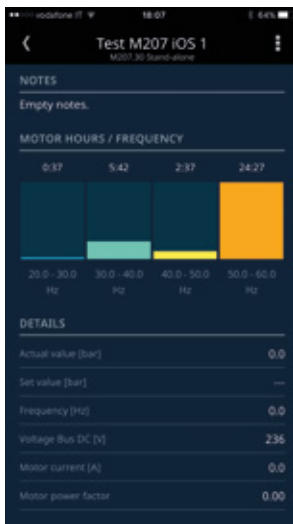 vodafone IT 18:07 64%
Test M207 iOS 1
M207.30 Stand-alone
NOTES
Empty notes.
MOTOR HOURS / FREQUENCY
0:37 5:42 2:37 24:27
20.0 - 30.0 30.0 - 40.0 40.0 - 50.0 50.0 - 60.0
Hz Hz Hz Hz
DETAILS
Actual value [bar] 0.0
Set value [bar] ---
Frequency [Hz] 0.0
Voltage Bus DC [V] 236
Motor current [A] 0.0
Motor power factor 0.00